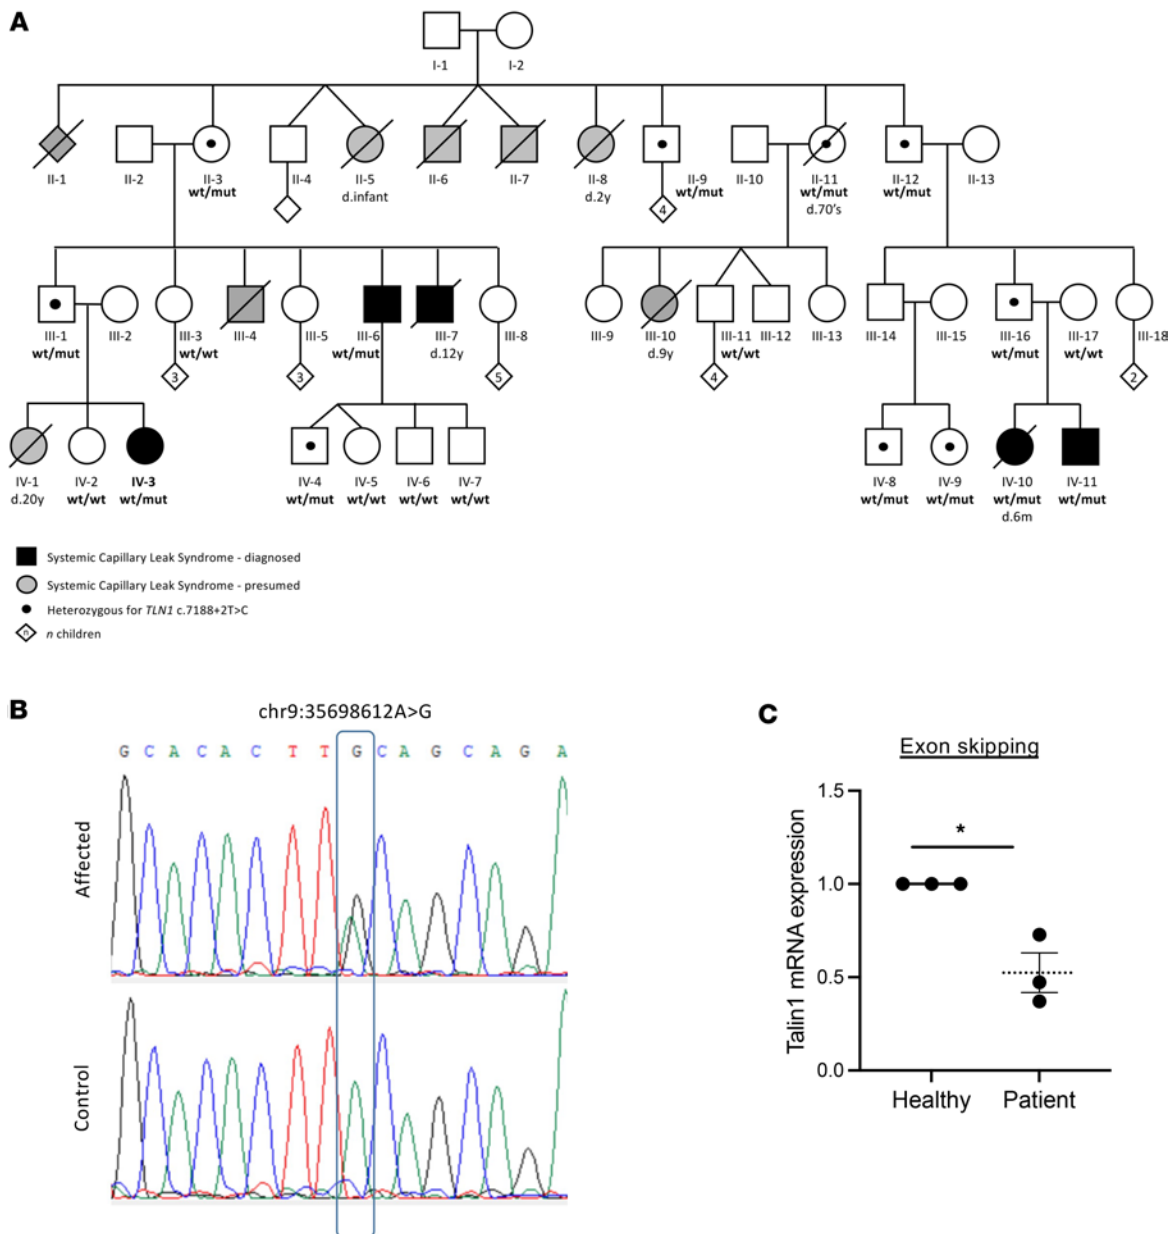 A
I-1 I-2
II-1 II-2 II-3 II-4 II-5 II-6 II-7 II-8 II-9 II-10 II-11 II-12 II-13
wt/mut d.infant d.2y wt/mut wt/mut wt/mut
4 d.70's
III-1 III-2 III-3 III-4 III-5 III-6 III-7 III-8 III-9 III-10 III-11 III-12 III-13 III-14 III-15 III-16 III-17 III-18
wt/mut wt/wt wt/mut d.12y d.9y wt/wt wt/mut wt/wt
3 3 5 4 2
IV-1 IV-2 IV-3 IV-4 IV-5 IV-6 IV-7 IV-8 IV-9 IV-10 IV-11
d.20y wt/wt wt/mut wt/mut wt/wt wt/wt wt/wt wt/mut wt/mut wt/mut wt/mut
d.6m
Systemic Capillary Leak Syndrome - diagnosed
Systemic Capillary Leak Syndrome - presumed
Heterozygous for TLN1 c.7188+2T>C
n n children
B
chr9:35698612A>G
G C A C A C T T G C A G C A G A
Affected
Control
C
Exon skipping
Talin1 mRNA expression
1.5
*
1.0
0.5
0.0
Healthy Patient